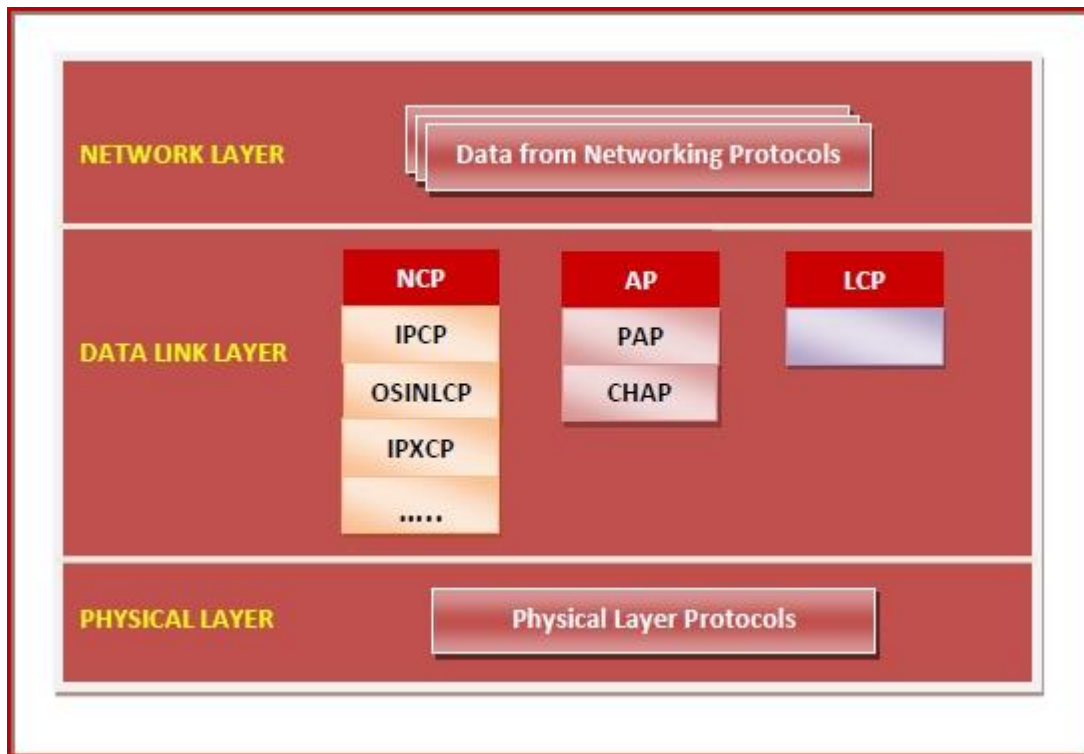 NETWORK LAYER
Data from Networking Protocols
DATA LINK LAYER
NCP
IPCP
OSINLCP
IPXCP
.....
AP
PAP
CHAP
LCP
PHYSICAL LAYER
Physical Layer Protocols